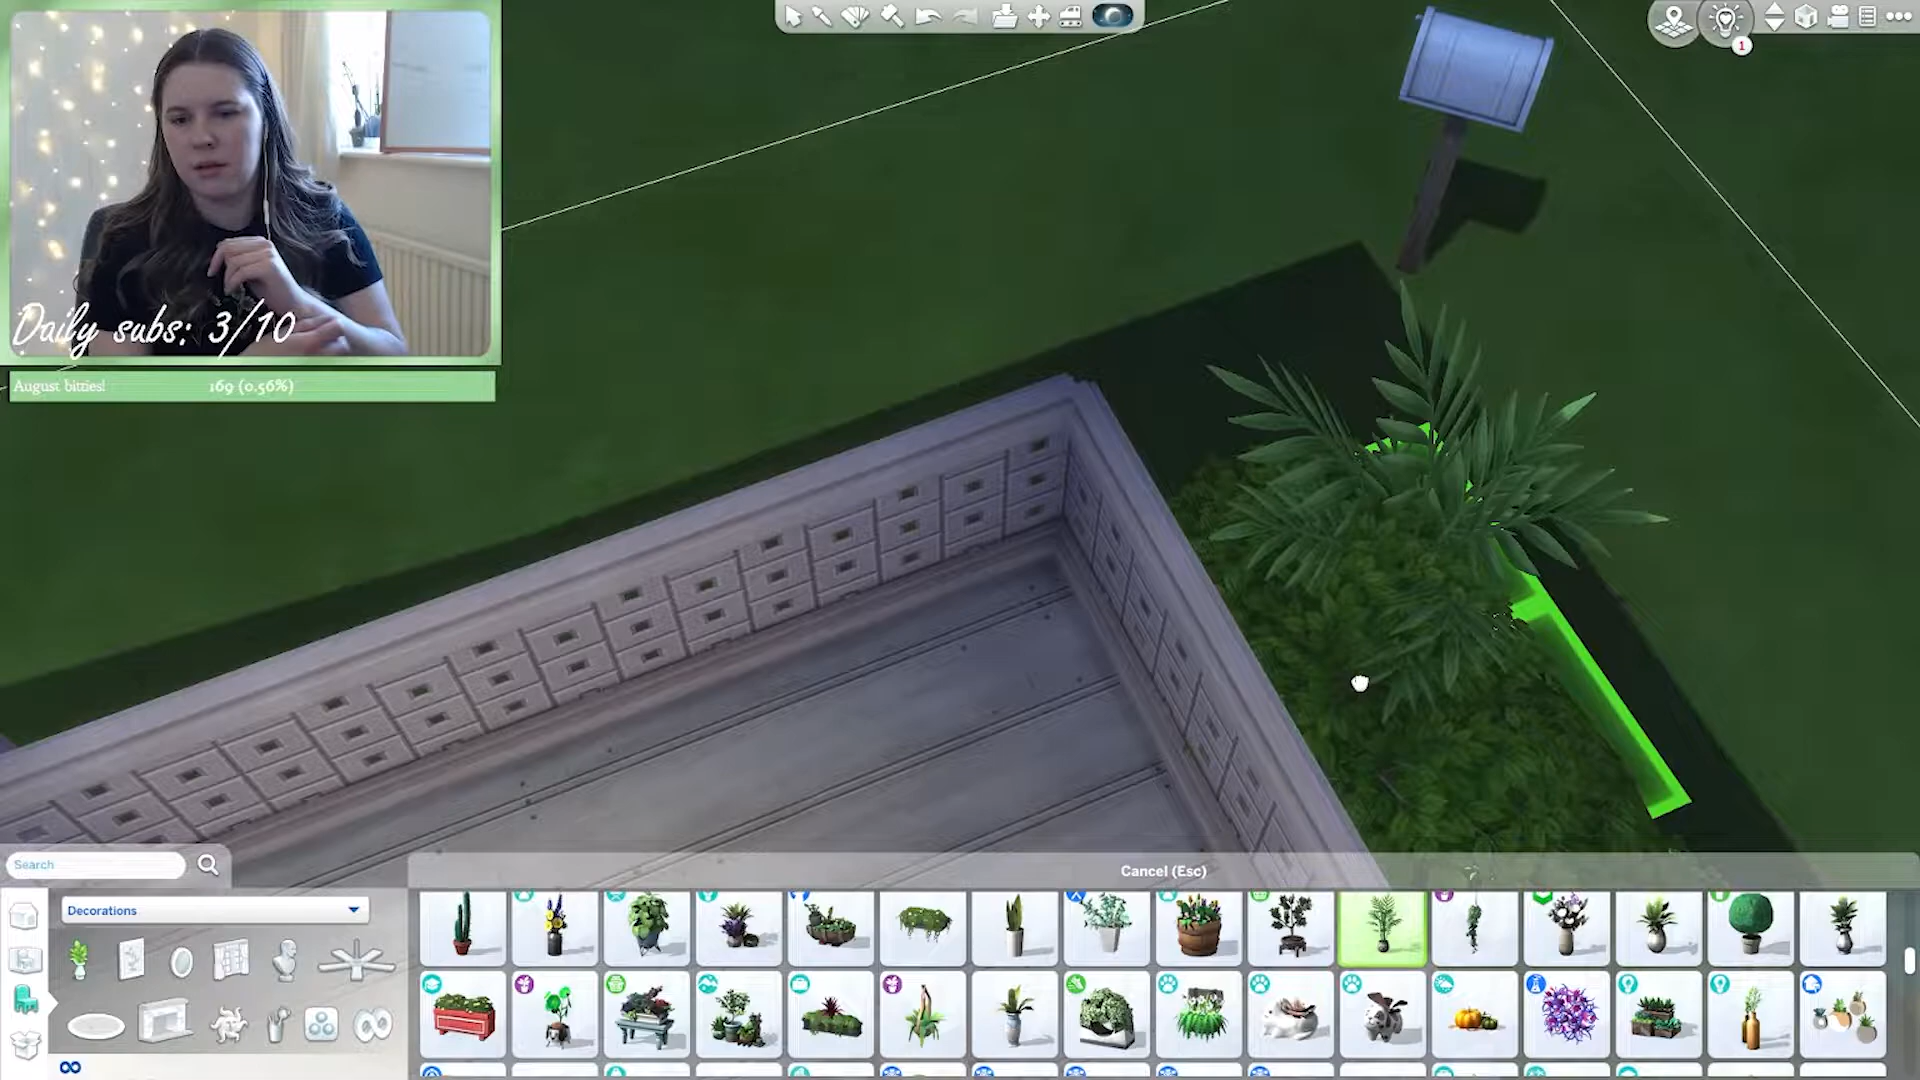 1
Daily subs: 3/10
August bitties! 169 (0.56%)
Search
Cancel (Esc)
Decorations